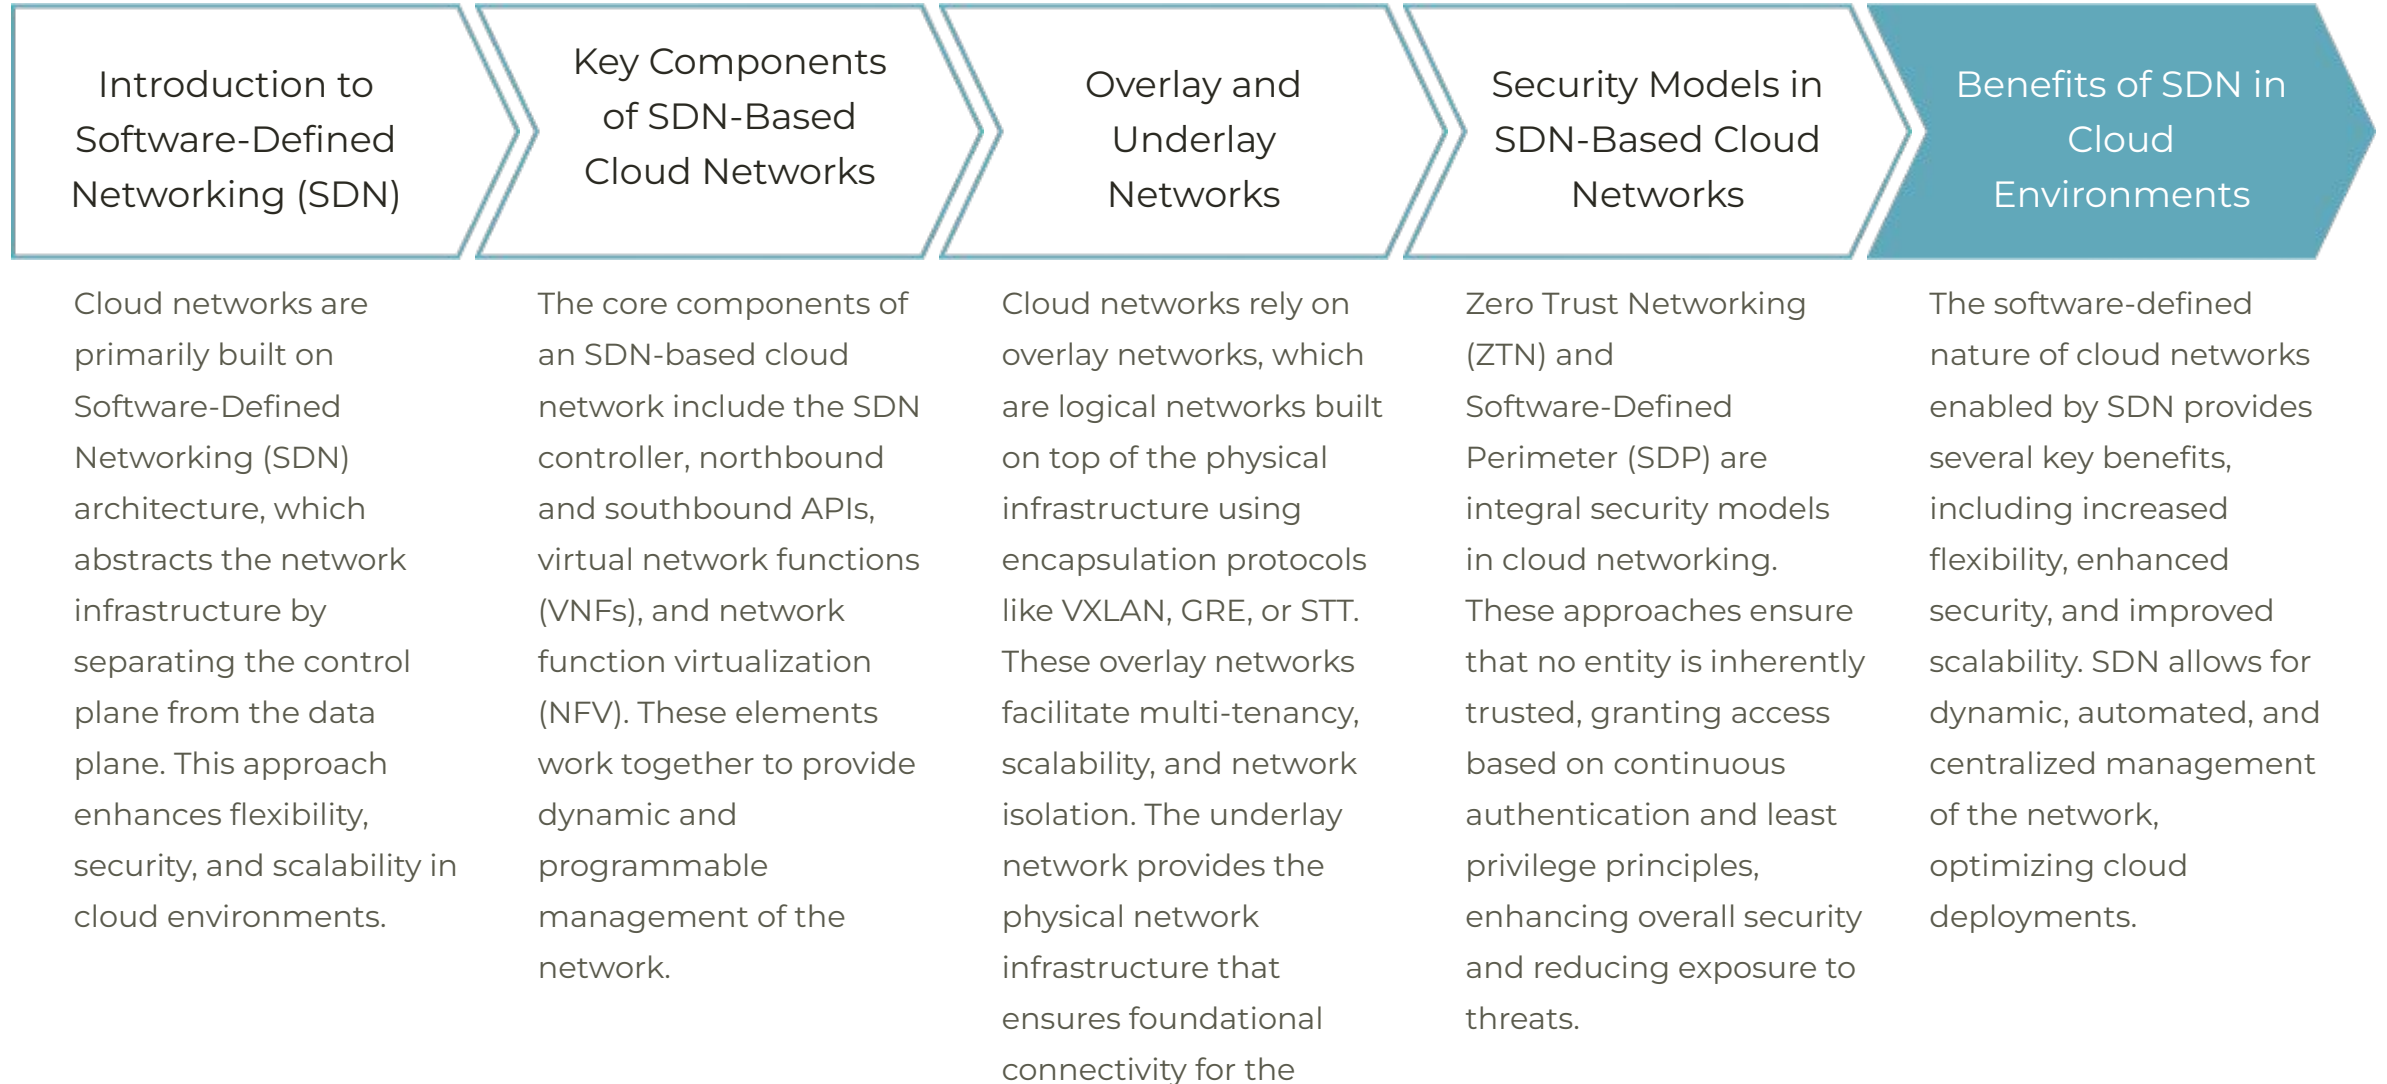 Introduction to
Software-Defined
Networking (SDN)
Key Components
of SDN-Based
Cloud Networks
Overlay and
Underlay
Networks
Security Models in
SDN-Based Cloud
Networks
Benefits of SDN in
Cloud
Environments
Cloud networks are
primarily built on
Software-Defined
Networking (SDN)
architecture, which
abstracts the network
infrastructure by
separating the control
plane from the data
plane. This approach
enhances flexibility,
security, and scalability in
cloud environments.
The core components of
an SDN-based cloud
network include the SDN
controller, northbound
and southbound APIs,
virtual network functions
(VNFs), and network
function virtualization
(NFV). These elements
work together to provide
dynamic and
programmable
management of the
network.
Cloud networks rely on
overlay networks, which
are logical networks built
on top of the physical
infrastructure using
encapsulation protocols
like VXLAN, GRE, or STT.
These overlay networks
facilitate multi-tenancy,
scalability, and network
isolation. The underlay
network provides the
physical network
infrastructure that
ensures foundational
connectivity for the
Zero Trust Networking
(ZTN) and
Software-Defined
Perimeter (SDP) are
integral security models
in cloud networking.
These approaches ensure
that no entity is inherently
trusted, granting access
based on continuous
authentication and least
privilege principles,
enhancing overall security
and reducing exposure to
threats.
The software-defined
nature of cloud networks
enabled by SDN provides
several key benefits,
including increased
flexibility, enhanced
security, and improved
scalability. SDN allows for
dynamic, automated, and
centralized management
of the network,
optimizing cloud
deployments.